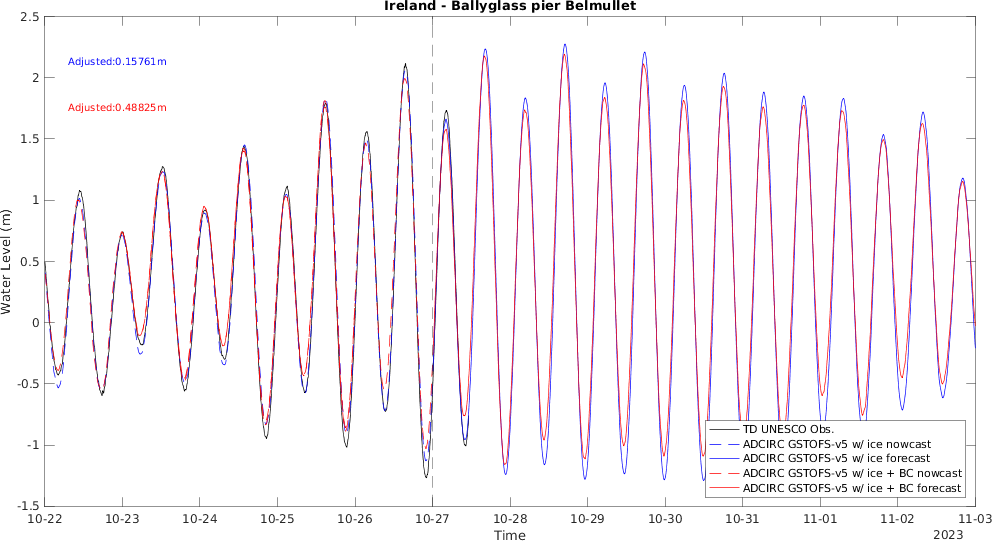 Ireland - Ballyglass pier Belmullet
2.5
2
1.5
1
0.5
0
-0.5
-1
-1.5
Water Level (m)
Adjusted:0.15761m
Adjusted:0.48825m
TD UNESCO Obs.
ADCIRC GSTOFS-v5 w/ ice nowcast
ADCIRC GSTOFS-v5 w/ ice forecast
ADCIRC GSTOFS-v5 w/ ice + BC nowcast
ADCIRC GSTOFS-v5 w/ ice + BC forecast
10-22 10-23 10-24 10-25 10-26 10-27 10-28 10-29 10-30 10-31 11-01 11-02 11-03
Time
2023